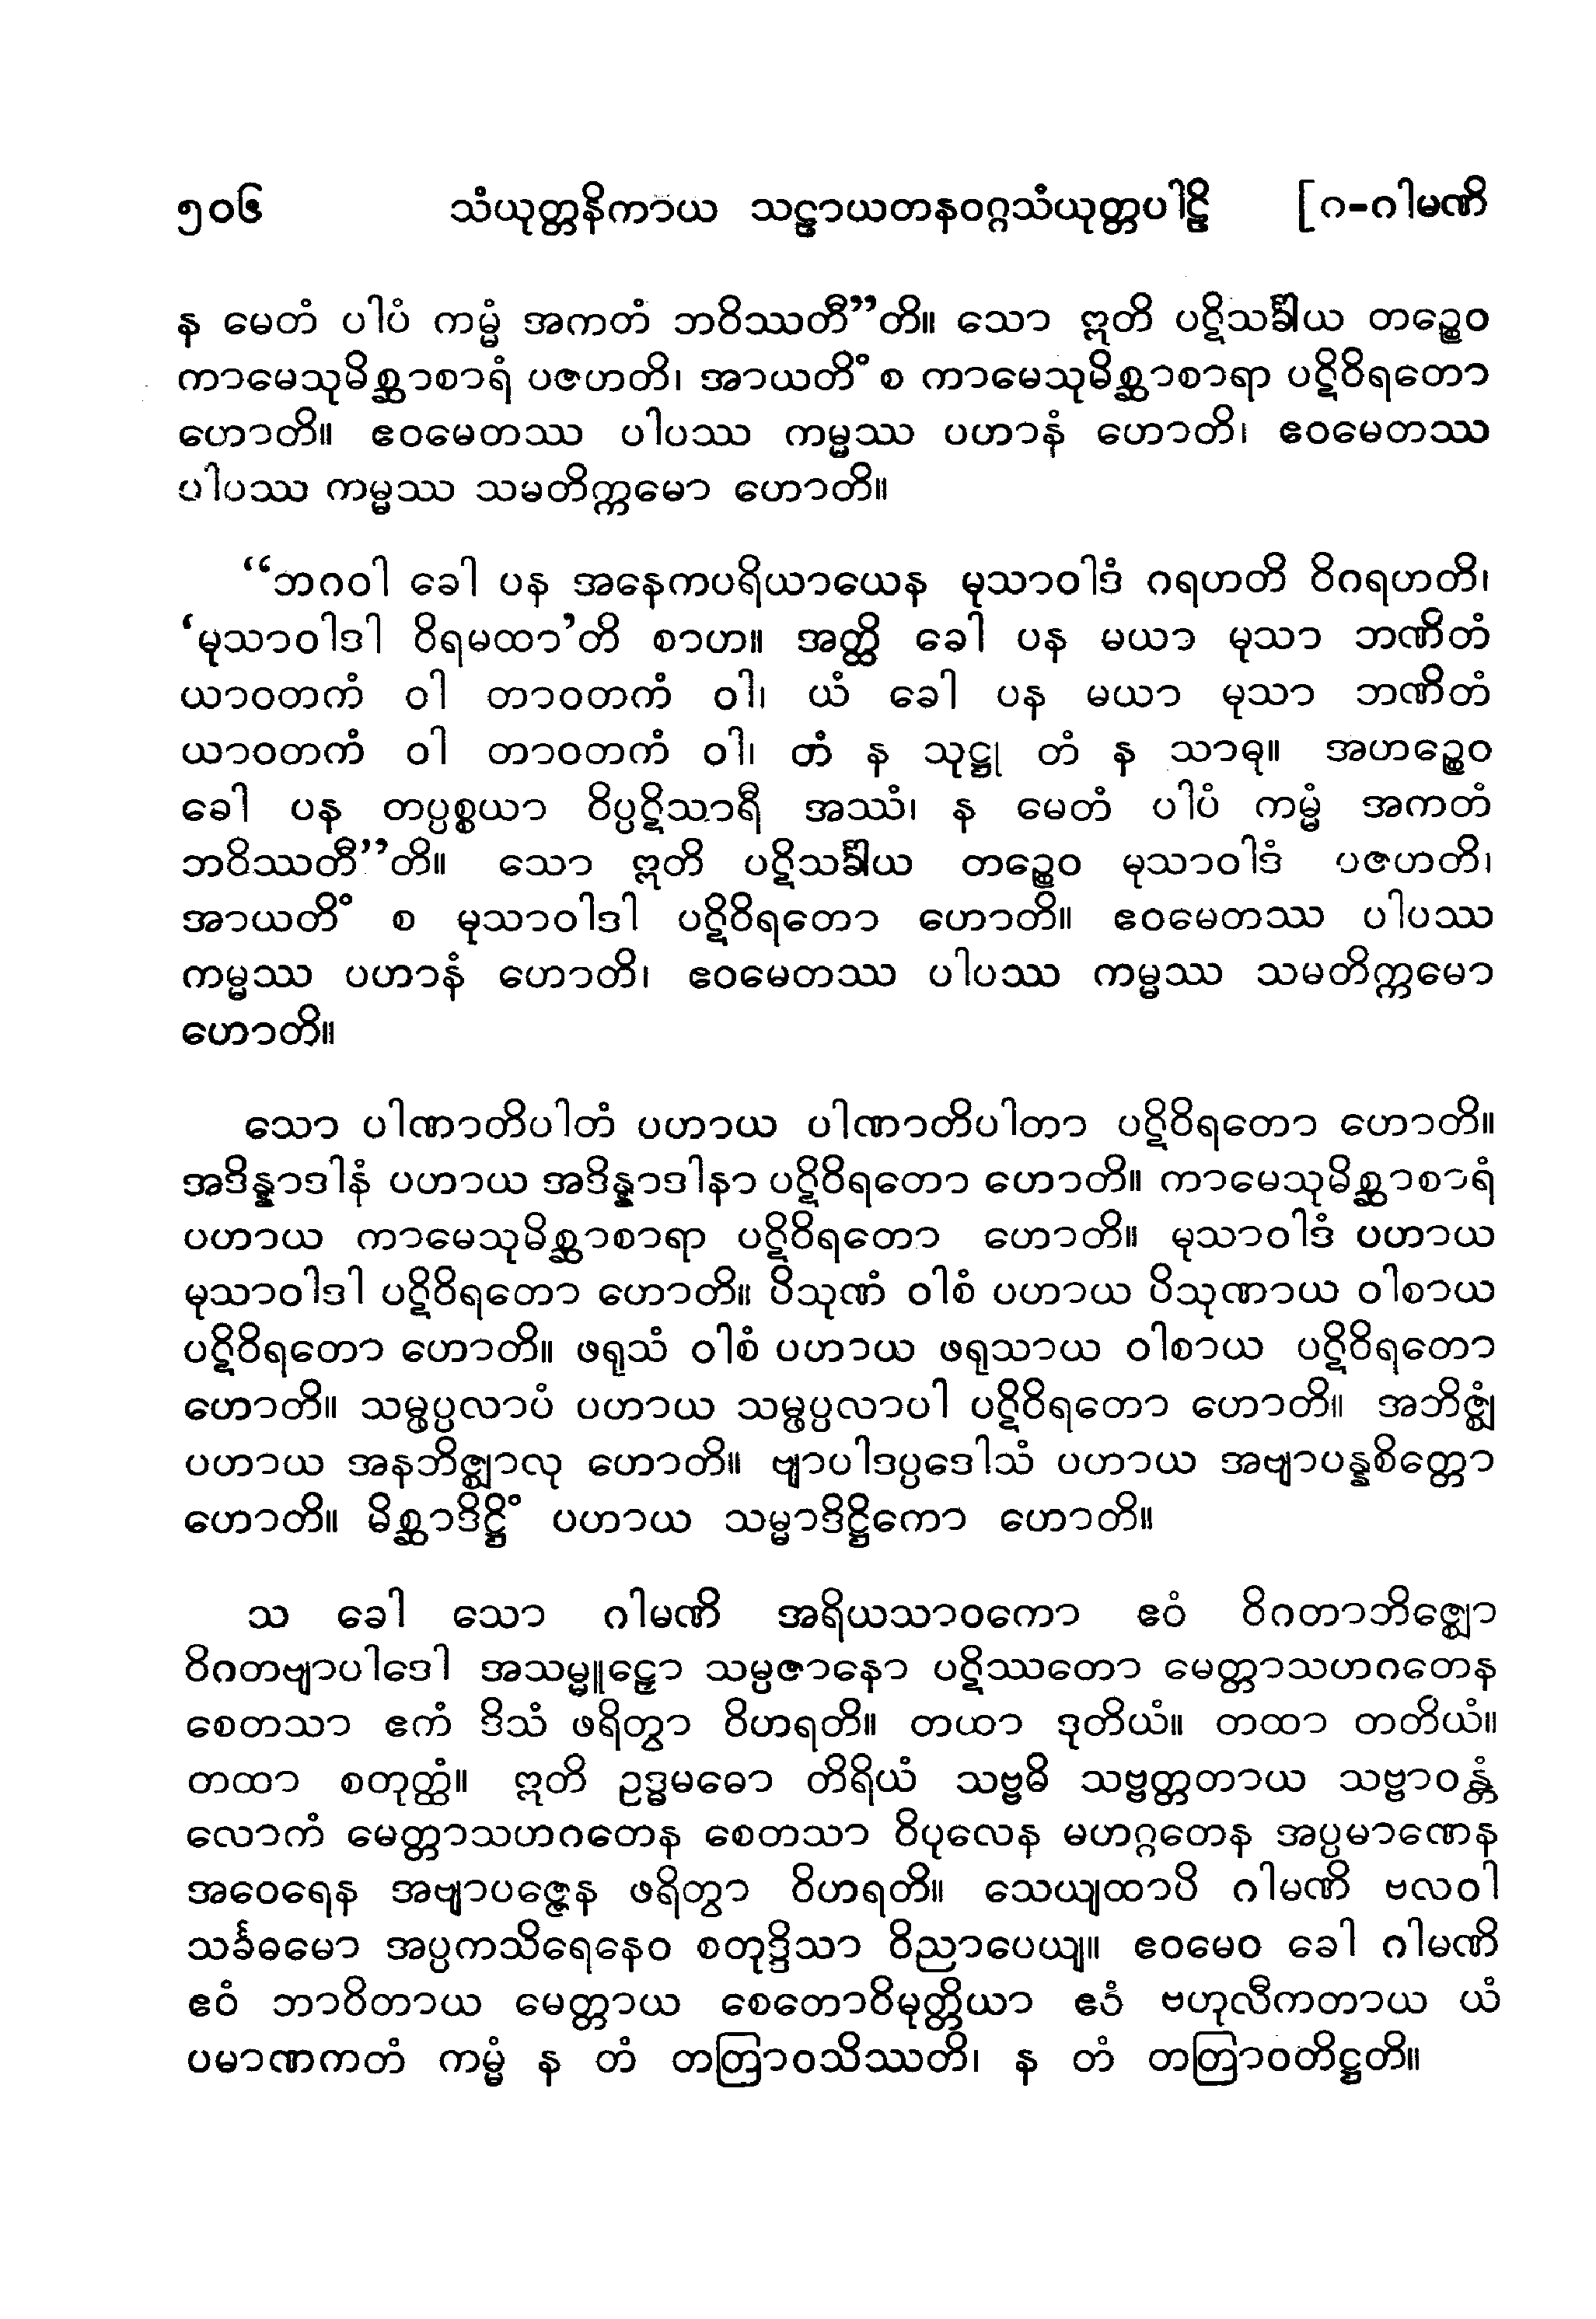 ၅၀၆ သံယုတ္တနိကာယ သဠာယတနဝဂ္ဂသံယုတ္တပါဠိ [ဂ-ဂါမဏိ
န မေတံ ပါပံ ကမ္မံ အကတံ ဘဝိဿတီ”တိ။ သော ဣတိ ပဋိသင်္ခါယ တဉ္စေဝ
ကာမေသုမိစ္ဆာစာရံ ပဇဟတိ၊ အာယတိံ စ ကာမေသုမိစ္ဆာစာရာ ပဋိဝိရတော
ဟောတိ။ ဧဝမေတဿ ပါပဿ ကမ္မဿ ပဟာနံ ဟောတိ၊ ဧဝမေတဿ
ပါပဿ ကမ္မဿ သမတိက္ကမော ဟောတိ။
“ဘဂဝါ ခေါ ပန အနေကပရိယာယေန မုသာဝါဒံ ဂရဟတိ ဝိဂရဟတိ၊
‘မုသာဝါဒါ ဝိရမထာ’တိ စာဟ။ အတ္ထိ ခေါ ပန မယာ မုသာ ဘဏိတံ
ယာဝတကံ ဝါ တာဝတကံ ဝါ၊ ယံ ခေါ ပန မယာ မုသာ ဘဏိတံ
ယာဝတကံ ဝါ တာဝတကံ ဝါ၊ တံ န သုဋ္ဌု တံ န သာဓု။ အဟဉ္စေဝ
ခေါ ပန တပ္ပစ္စယာ ဝိပ္ပဋိသာရီ အဿံ၊ န မေတံ ပါပံ ကမ္မံ အကတံ
ဘဝိဿတီ”တိ။ သော ဣတိ ပဋိသင်္ခါယ တဉ္စေဝ မုသာဝါဒံ ပဇဟတိ၊
အာယတိံ စ မုသာဝါဒါ ပဋိဝိရတော ဟောတိ။ ဧဝမေတဿ ပါပဿ
ကမ္မဿ ပဟာနံ ဟောတိ၊ ဧဝမေတဿ ပါပဿ ကမ္မဿ သမတိက္ကမော
ဟောတိ။
သော ပါဏာတိပါတံ ပဟာယ ပါဏာတိပါတာ ပဋိဝိရတော ဟောတိ။
အဒိန္နာဒါနံ ပဟာယ အဒိန္နာဒါနာ ပဋိဝိရတော ဟောတိ။ ကာမေသုမိစ္ဆာစာရံ
ပဟာယ ကာမေသုမိစ္ဆာစာရာ ပဋိဝိရတော ဟောတိ။ မုသာဝါဒံ ပဟာယ
မုသာဝါဒါ ပဋိဝိရတော ဟောတိ။ ပိသုဏံ ဝါစံ ပဟာယ ပိသုဏာယ ဝါစာယ
ပဋိဝိရတော ဟောတိ။ ဖရုသံ ဝါစံ ပဟာယ ဖရုသာယ ဝါစာယ ပဋိဝိရတော
ဟောတိ။ သမ္ဖပ္ပလာပံ ပဟာယ သမ္ဖပ္ပလာပါ ပဋိဝိရတော ဟောတိ။ အဘိဇ္ဈံ
ပဟာယ အနဘိဇ္ဈာလု ဟောတိ။ ဗျာပါဒပ္ပဒေါသံ ပဟာယ အဗျာပန္နစိတ္တော
ဟောတိ။ မိစ္ဆာဒိဋ္ဌိံ ပဟာယ သမ္မာဒိဋ္ဌိကော ဟောတိ။
သ ခေါ သော ဂါမဏိ အရိယသာဝကော ဧဝံ ဝိဂတာဘိဇ္ဈော
ဝိဂတဗျာပါဒေါ အသမ္မူဠှော သမ္ပဇာနော ပဋိဿတော မေတ္တာသဟဂတေန
စေတသာ ဧကံ ဒိသံ ဖရိတွာ ဝိဟရတိ။ တထာ ဒုတိယံ။ တထာ တတိယံ။
တထာ စတုတ္ထံ။ ဣတိ ဥဒ္ဓမဓော တိရိယံ သဗ္ဗဓိ သဗ္ဗတ္တတာယ သဗ္ဗာဝန္တံ
လောကံ မေတ္တာသဟဂတေန စေတသာ ဝိပုလေန မဟဂ္ဂတေန အပ္ပမာဏေန
အဝေရေန အဗျာပဇ္ဇေန ဖရိတွာ ဝိဟရတိ။ သေယျထာပိ ဂါမဏိ ဗလဝါ
သင်္ခဓမော အပ္ပကသိရေနေဝ စတုဒ္ဒိသာ ဝိညာပေယျ။ ဧဝမေဝ ခေါ ဂါမဏိ
ဧဝံ ဘာဝိတာယ မေတ္တာယ စေတောဝိမုတ္တိယာ ဧဝံ ဗဟုလီကတာယ ယံ
ပမာဏကတံ ကမ္မံ န တံ တတြာဝသိဿတိ၊ န တံ တတြာဝတိဋ္ဌတိ။